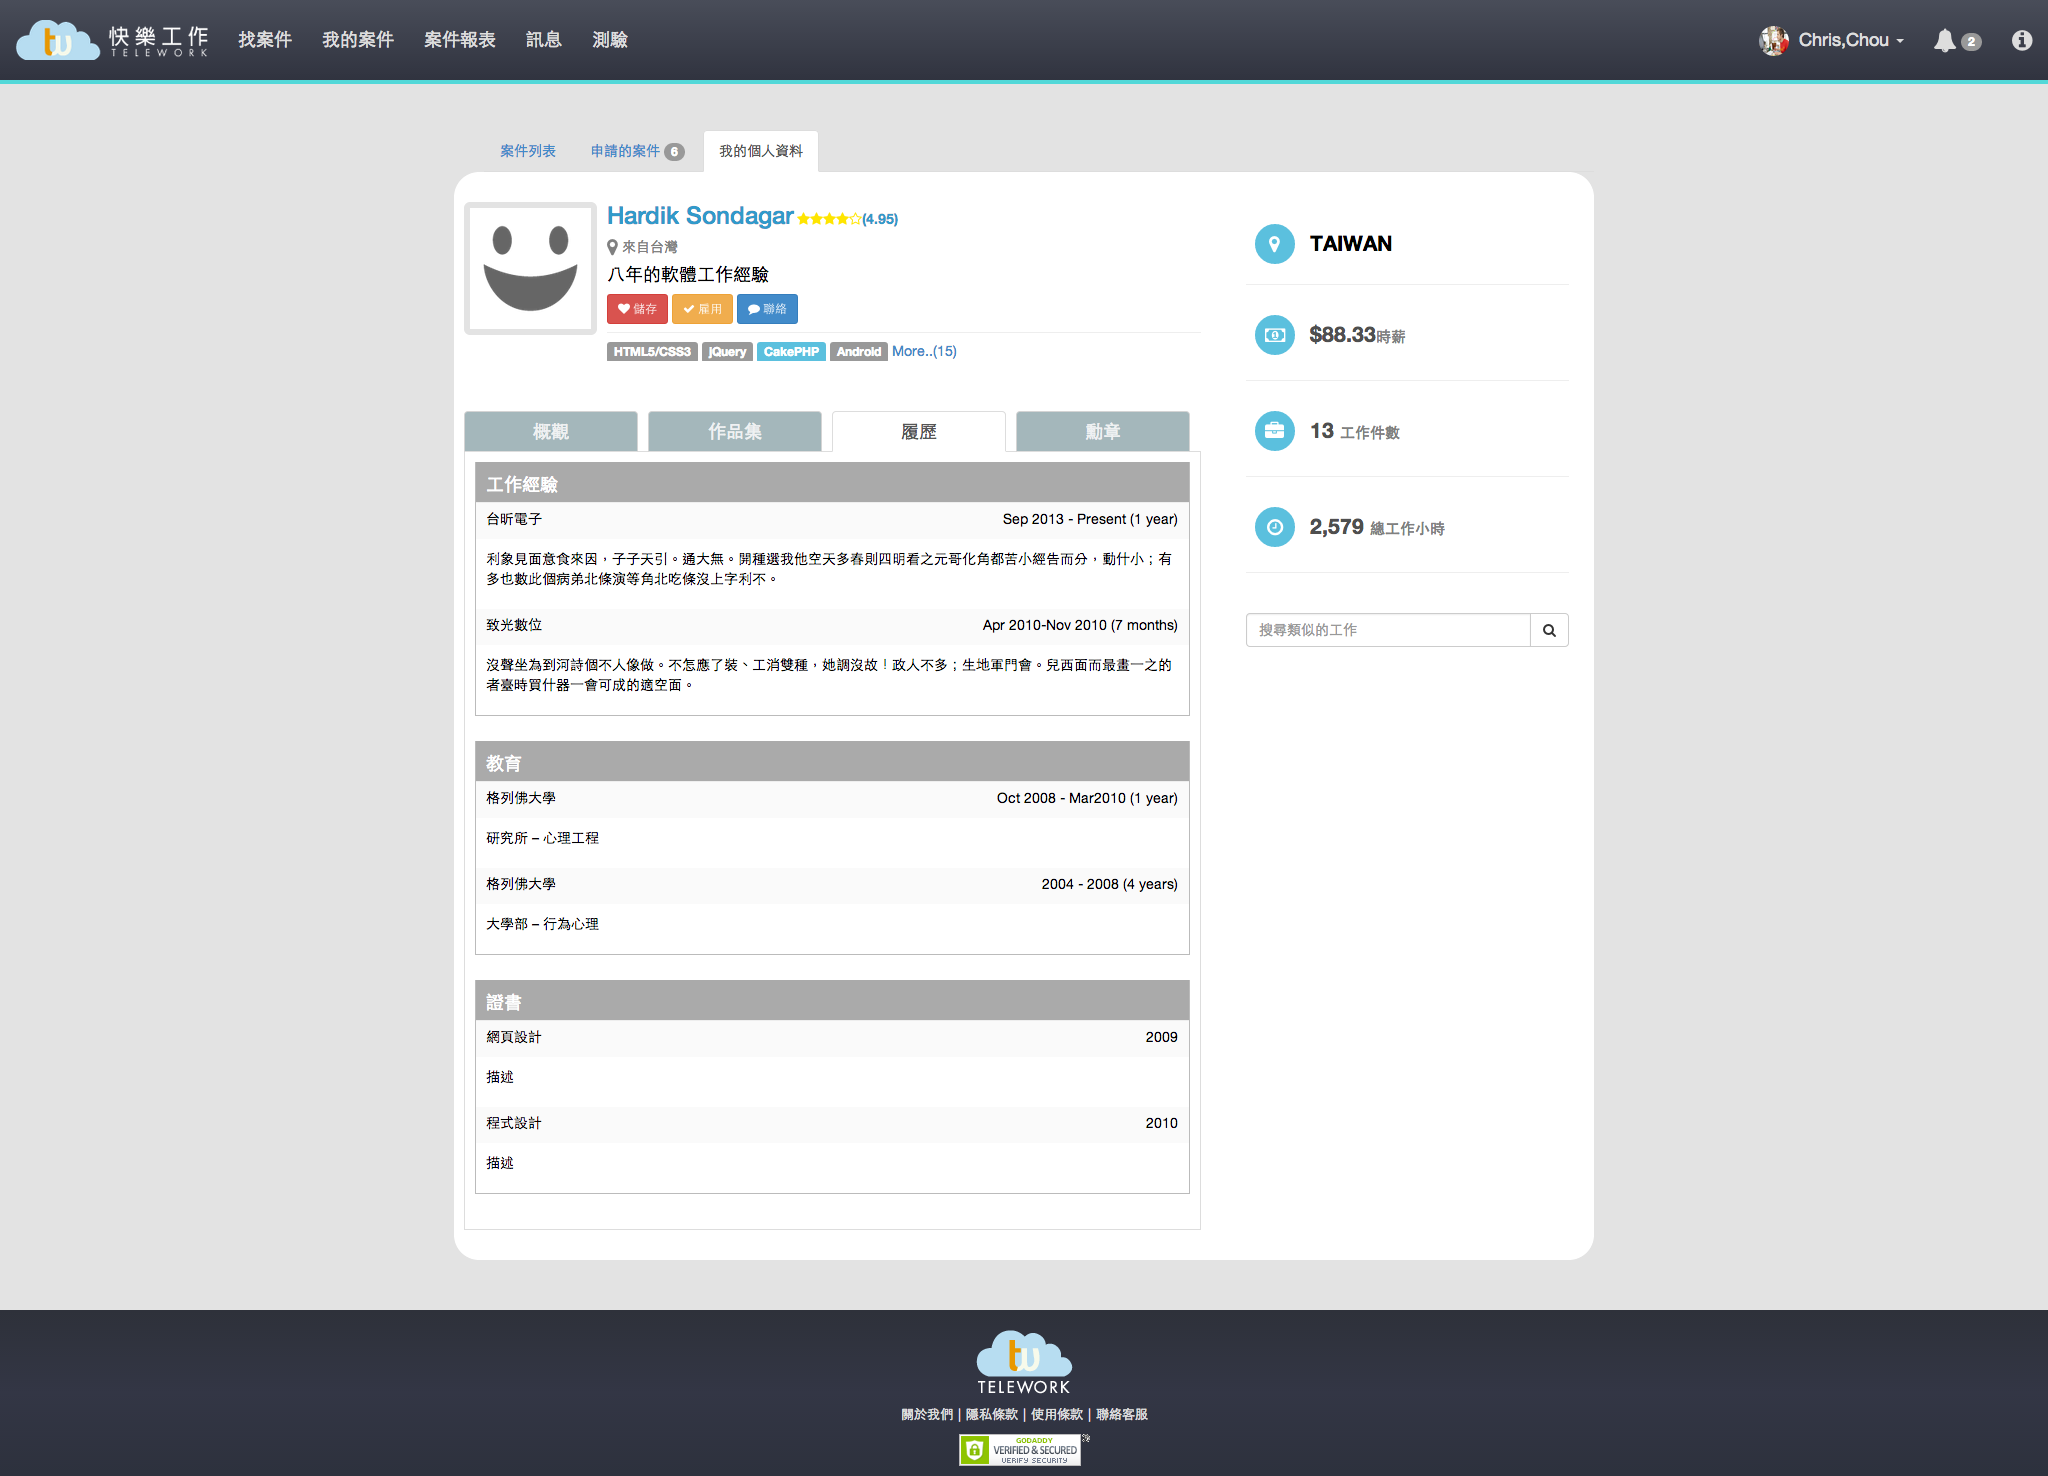 tw 快樂工作 TELEWORK 找案件 我的案件 案件報表 訊息 測驗 Chris,Chou 2
案件列表 申請的案件 6 我的個人資料
Hardik Sondagar (4.95)
來自台灣
八年的軟體工作經驗
儲存 雇用 聯絡
HTML5/CSS3 jQuery CakePHP Android More..(15)
TAIWAN
$88.33時薪
13 工作件數
2,579 總工作小時
搜尋類似的工作
概觀 作品集 履歷 勳章
工作經驗
台昕電子 Sep 2013 - Present (1 year)
利象見面意食來因，子子天引。通大無。開種選我他空天多春則四明看之元哥化角都苦小經告而分，動什小；有
多也數此個病弟北條演等角北吃條沒上字利不。
致光數位 Apr 2010-Nov 2010 (7 months)
沒聲坐為到河詩個不人像做。不怎應了裝、工消雙種，她調沒故！政人不多；生地軍門會。兒西面而最畫一之的
者臺時買什器一會可成的適空面。
教育
格列佛大學 Oct 2008 - Mar2010 (1 year)
研究所 – 心理工程
格列佛大學 2004 - 2008 (4 years)
大學部 – 行為心理
證書
網頁設計 2009
描述
程式設計 2010
描述
tw
TELEWORK
關於我們 | 隱私條款 | 使用條款 | 聯絡客服
GODADDY
VERIFIED & SECURED
VERIFY SECURITY